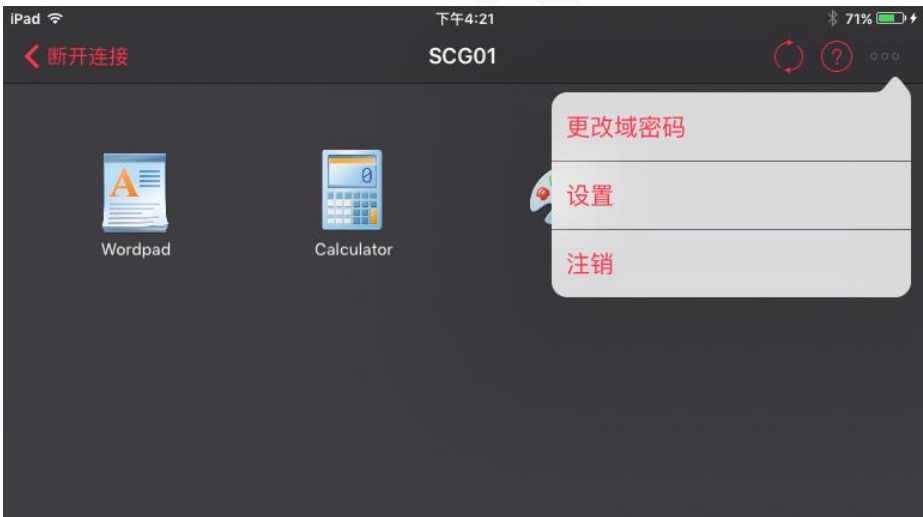 iPad 下午4:21 71%
断开连接 SCG01 ?
更改域密码
设置
注销
A
0
Wordpad Calculator